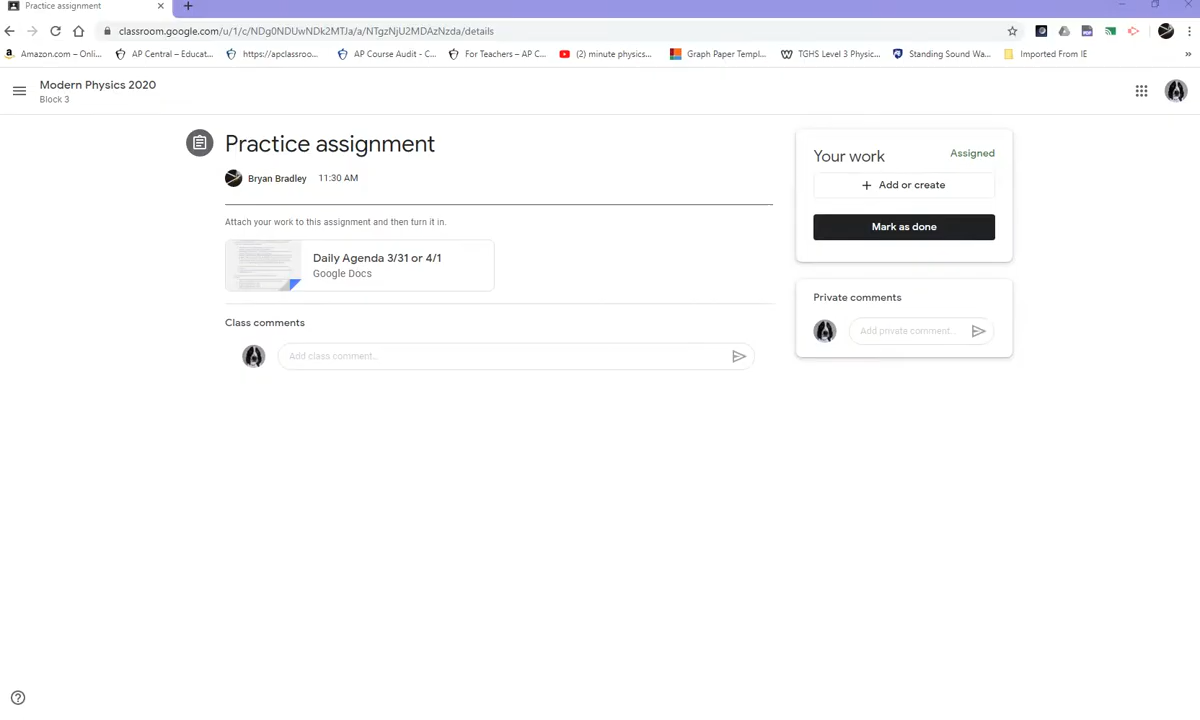 Practice assignment
classroom.google.com/u/1/c/NDg0NDUwNDk2MTJa/a/NTgzNjU2MDAzNzda/details
Amazon.com – Onli... AP Central – Educat... https://apclassroo... AP Course Audit - C... For Teachers – AP C... (2) minute physics... Graph Paper Templ... TGHS Level 3 Physic... Standing Sound Wa... Imported From IE
Modern Physics 2020
Block 3
Practice assignment
Bryan Bradley 11:30 AM
Attach your work to this assignment and then turn it in.
Daily Agenda 3/31 or 4/1
Google Docs
Class comments
Add class comment...
Your work Assigned
+ Add or create
Mark as done
Private comments
Add private comment...